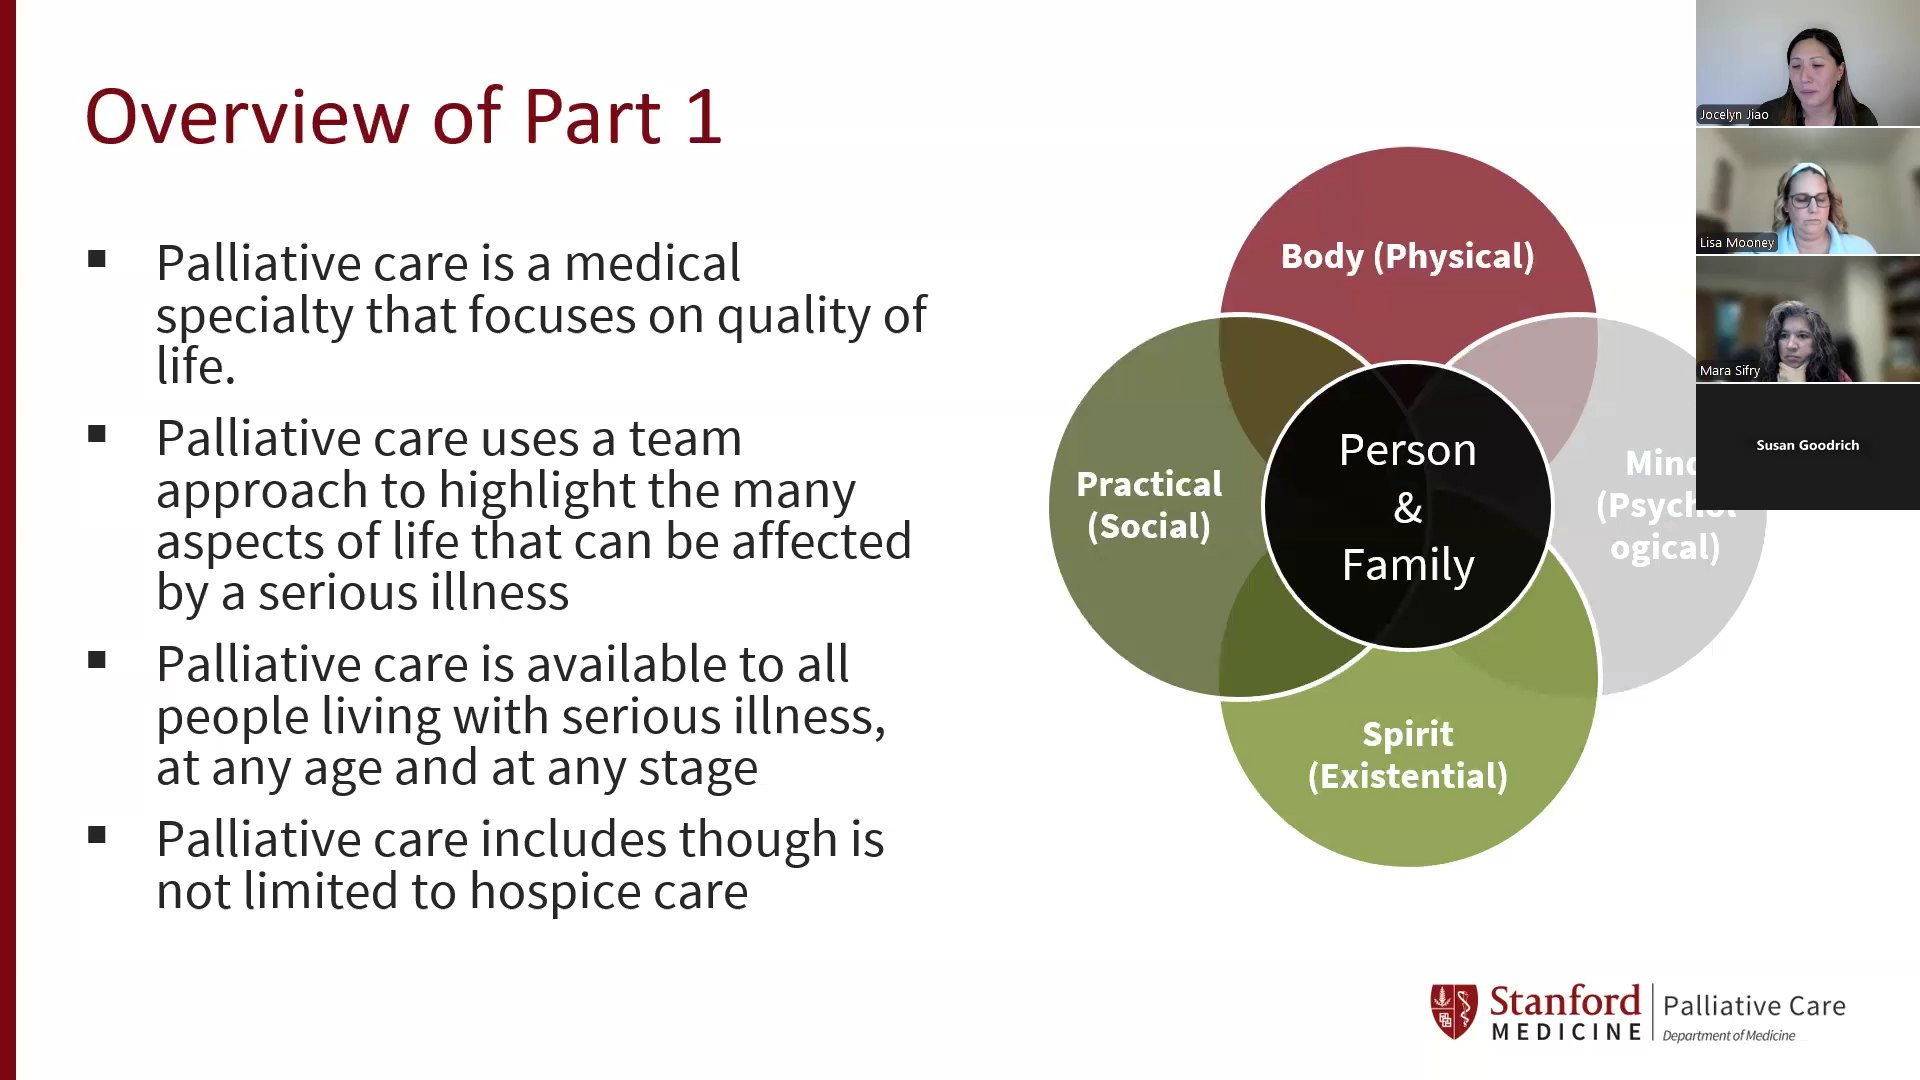 Overview of Part 1
▪ Palliative care is a medical
specialty that focuses on quality of
life.
▪ Palliative care uses a team
approach to highlight the many
aspects of life that can be affected
by a serious illness
▪ Palliative care is available to all
people living with serious illness,
at any age and at any stage
▪ Palliative care includes though is
not limited to hospice care
Body (Physical)
Practical
(Social)
Person
&
Family
Mind
(Psychol
ogical)
Spirit
(Existential)
Jocelyn Jiao
Lisa Mooney
Mara Sifry
Susan Goodrich
Stanford
MEDICINE
Palliative Care
Department of Medicine